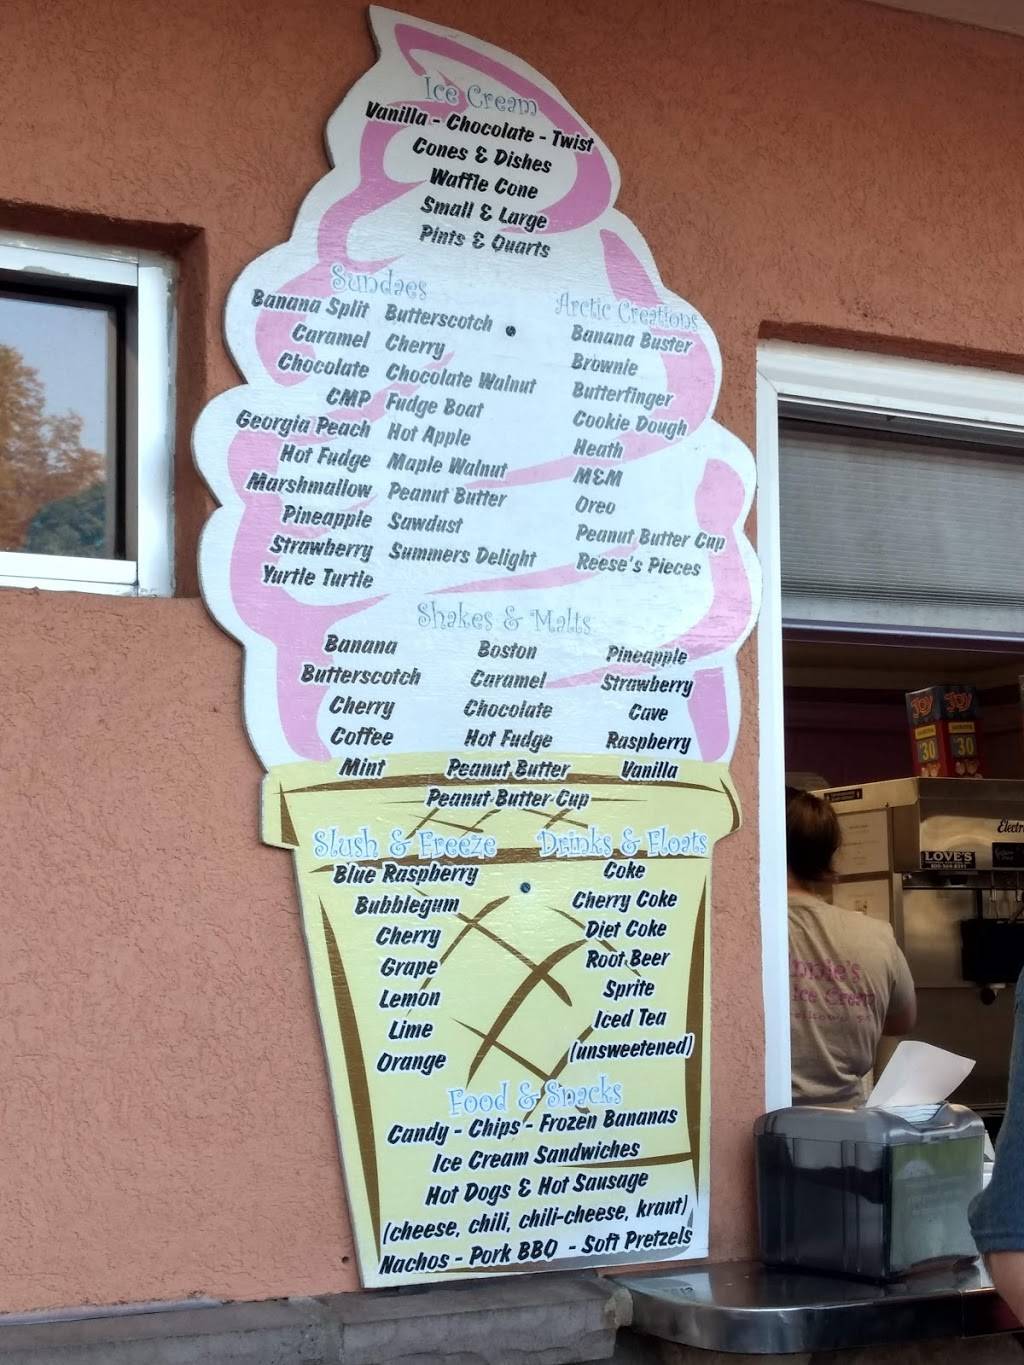 Ice Cream
Vanilla - Chocolate - Twist
Cones & Dishes
Waffle Cone
Small & Large
Pints & Quarts
Sundaes
Banana Split
Caramel
Chocolate
CMP
Georgia Peach
Hot Fudge
Marshmallow
Pineapple
Strawberry
Yurtle Turtle
Butterscotch
Cherry
Chocolate Walnut
Fudge Boat
Hot Apple
Maple Walnut
Peanut Butter
Sawdust
Summers Delight
Arctic Creations
Banana Buster
Brownie
Butterfinger
Cookie Dough
Heath
M&M
Oreo
Peanut Butter Cup
Reese's Pieces
Shakes & Malts
Banana
Butterscotch
Cherry
Coffee
Mint
Boston
Caramel
Chocolate
Hot Fudge
Peanut Butter
Peanut Butter Cup
Pineapple
Strawberry
Cave
Raspberry
Vanilla
Slush & Freeze
Blue Raspberry
Bubblegum
Cherry
Grape
Lemon
Lime
Orange
Drinks & Floats
Coke
Cherry Coke
Diet Coke
Root Beer
Sprite
Iced Tea
(unsweetened)
Food & Snacks
Candy - Chips - Frozen Bananas
Ice Cream Sandwiches
Hot Dogs & Hot Sausage
(cheese, chili, chili-cheese, kraut)
Nachos - Pork BBQ - Soft Pretzels
JOY JOY
30 30
LOVE'S
Ice Cream